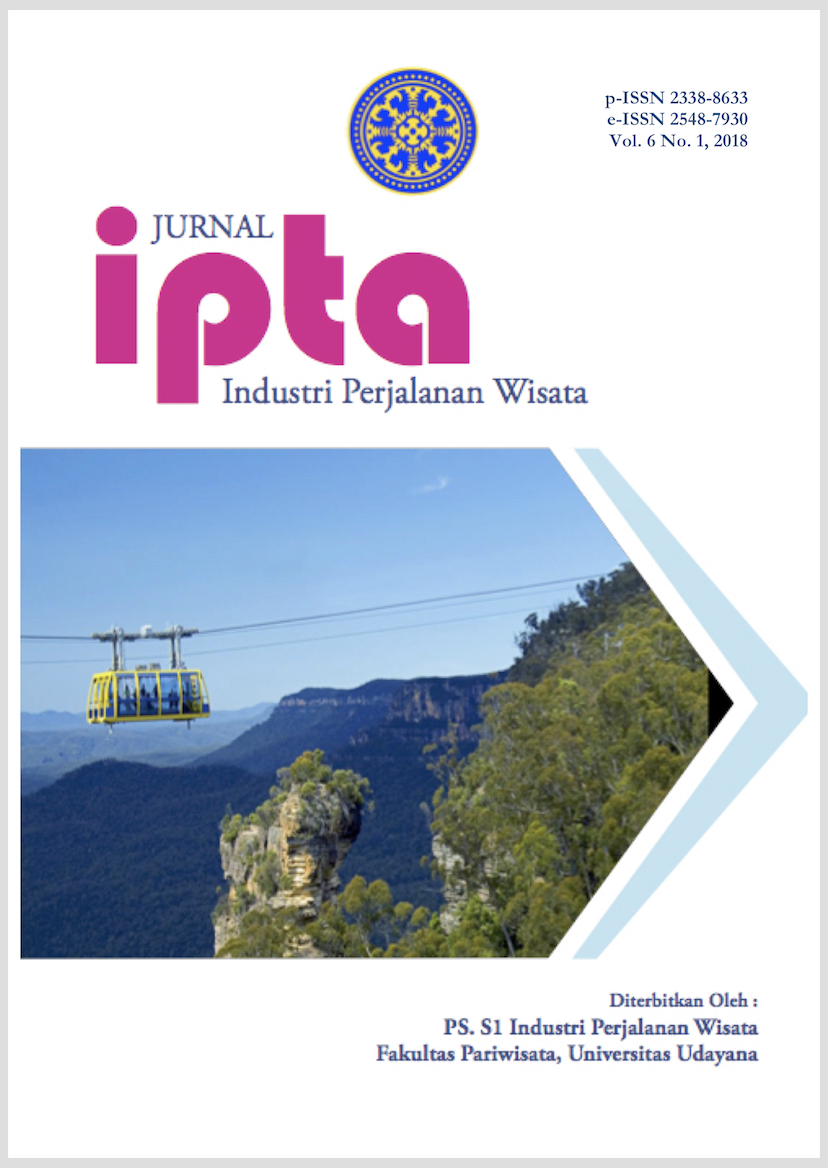 p-ISSN 2338-8633
e-ISSN 2548-7930
Vol. 6 No. 1, 2018
JURNAL
ipta
Industri Perjalanan Wisata
Diterbitkan Oleh :
PS. S1 Industri Perjalanan Wisata
Fakultas Pariwisata, Universitas Udayana